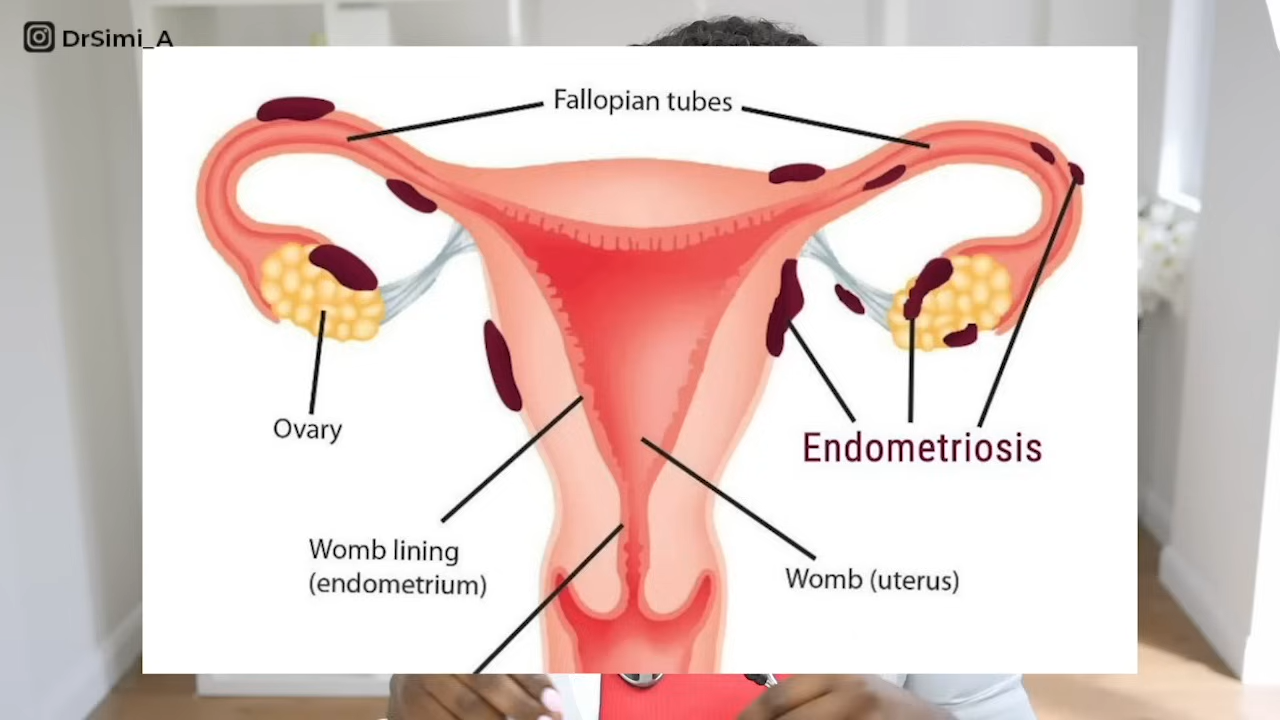 DrSimi_A
Fallopian tubes
Ovary
Endometriosis
Womb lining
(endometrium)
Womb (uterus)